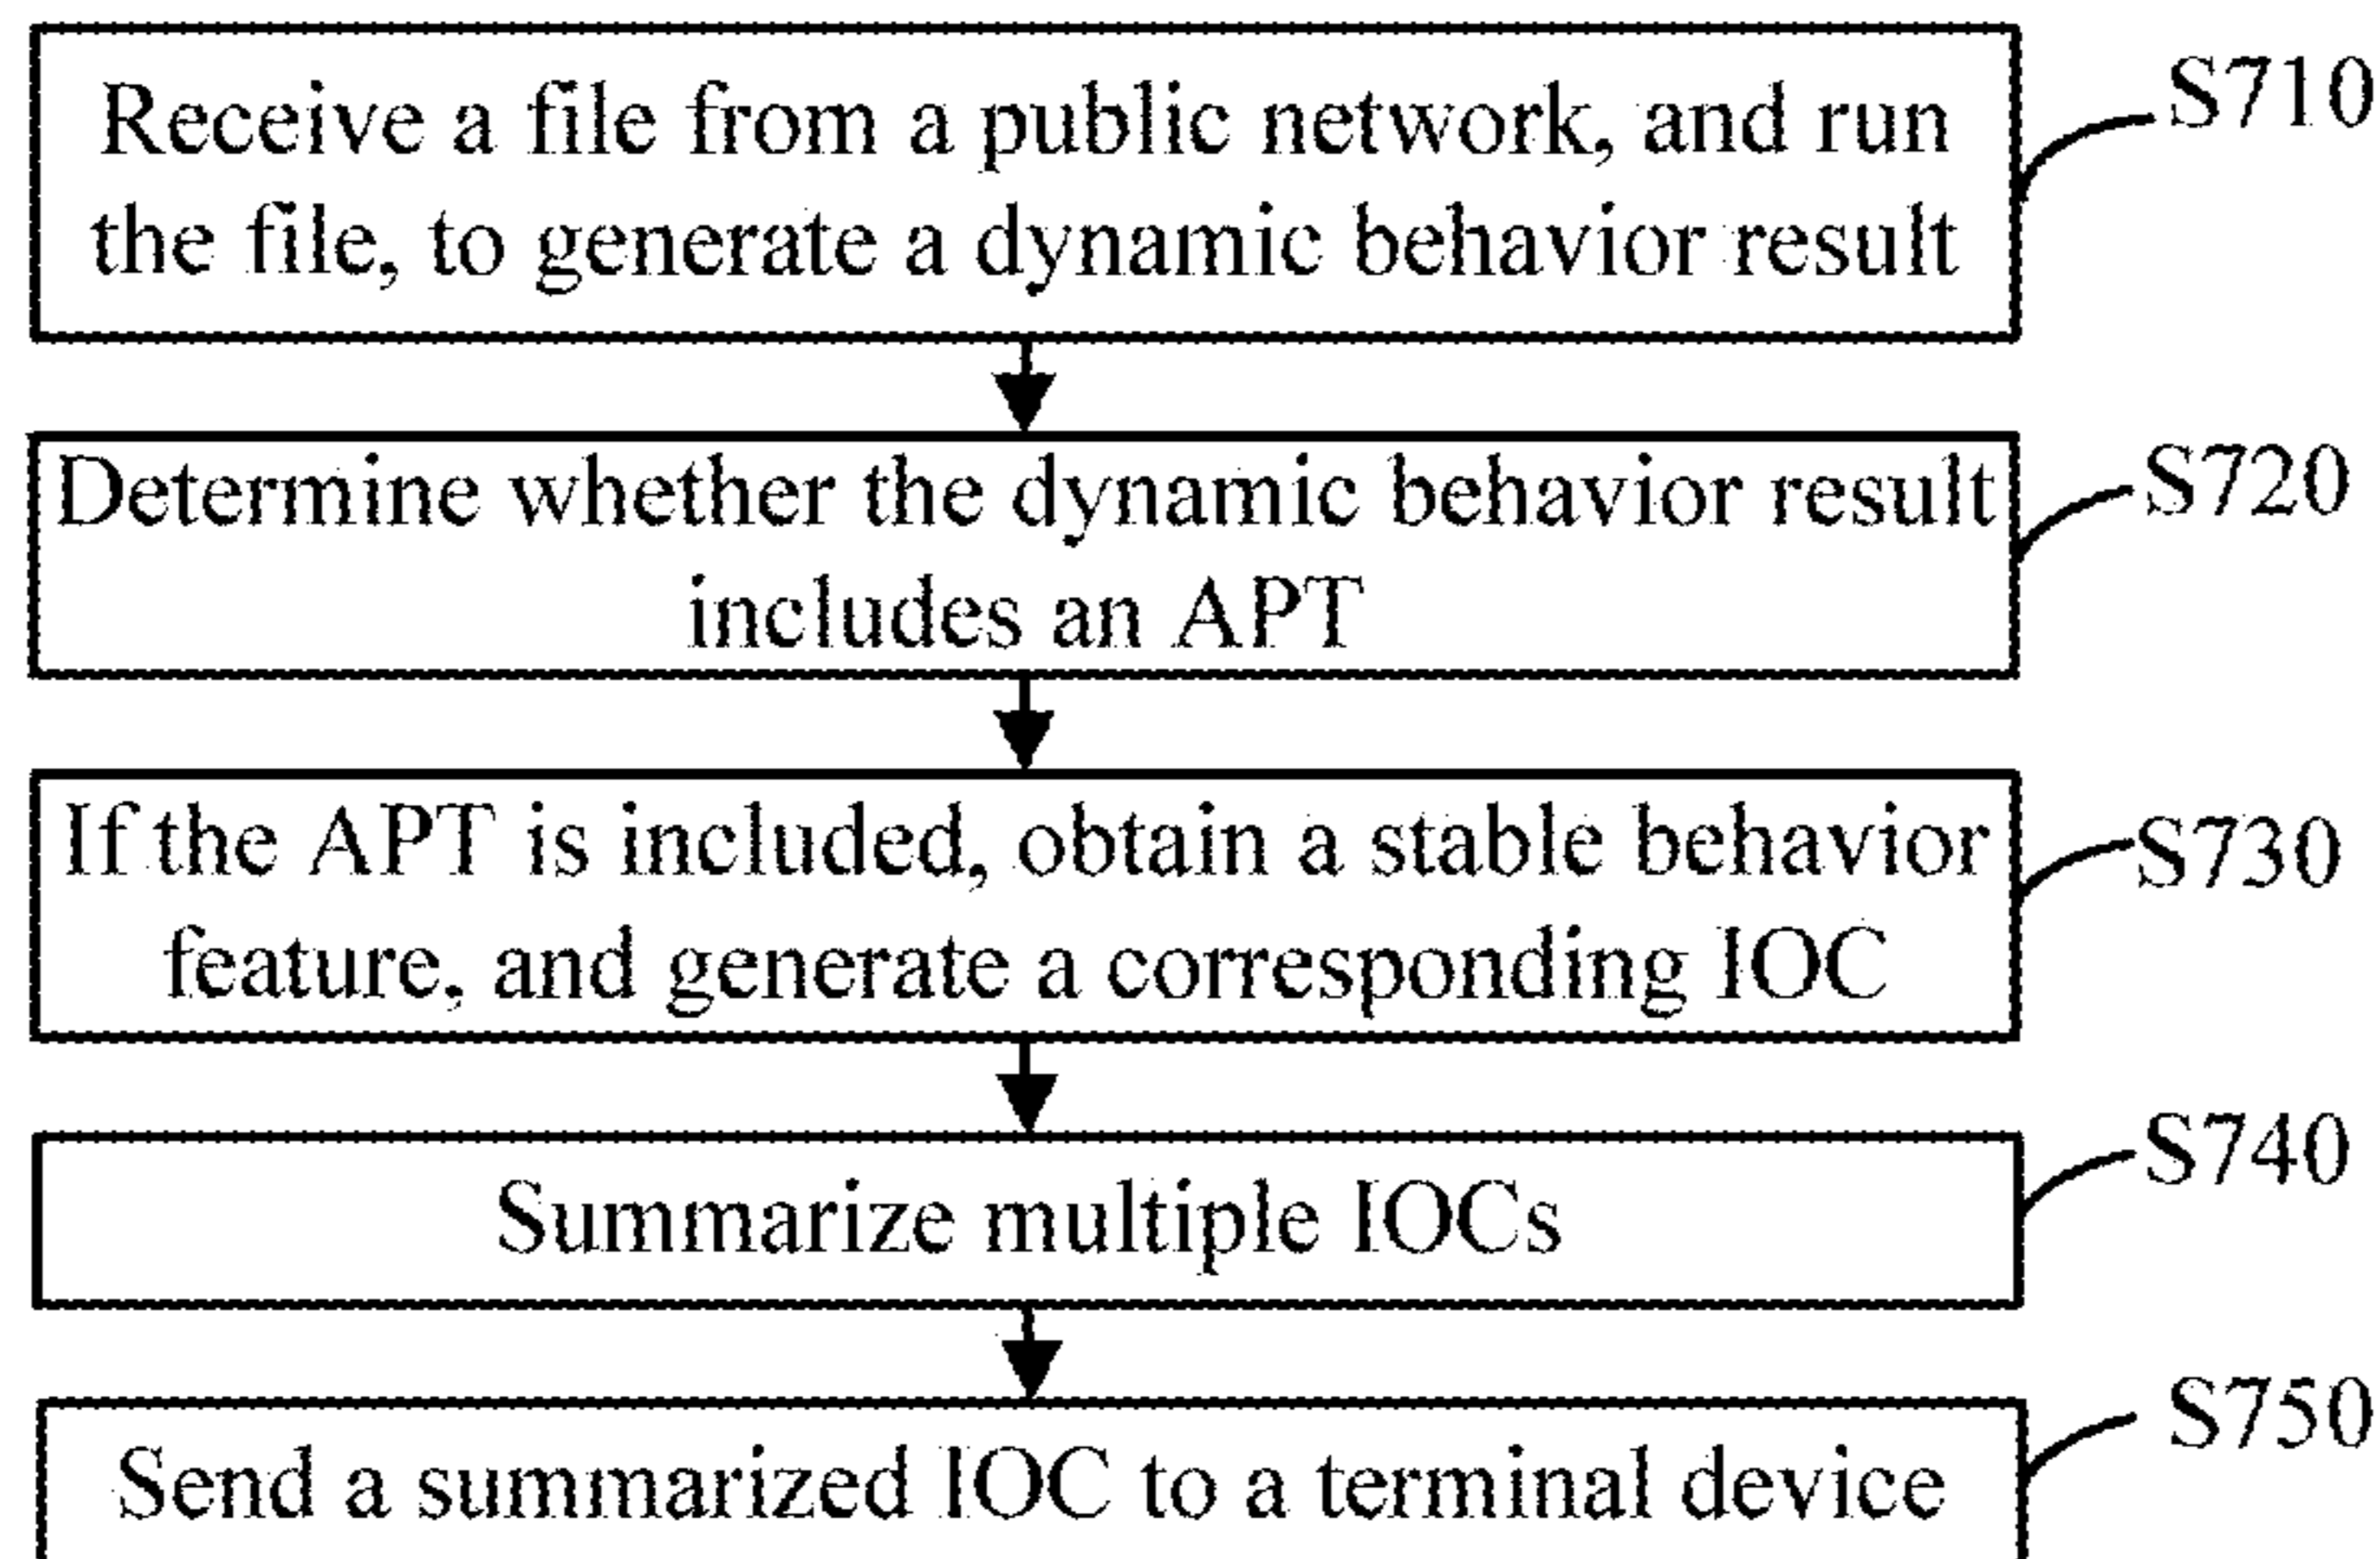 Receive a file from a public network, and run
the file, to generate a dynamic behavior result
S710
Determine whether the dynamic behavior result
includes an APT
S720
If the APT is included, obtain a stable behavior
feature, and generate a corresponding IOC
S730
Summarize multiple IOCs
S740
Send a summarized IOC to a terminal device
S750